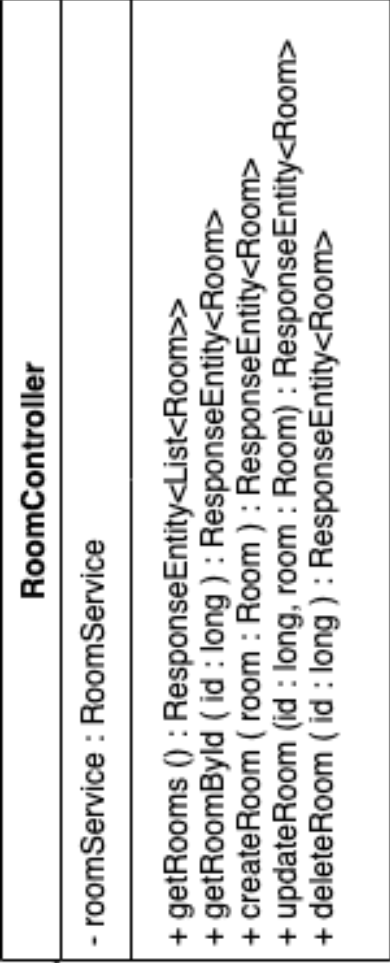 RoomController
- roomService : RoomService
+ getRooms () : ResponseEntity<List<Room>>
+ getRoomById ( id : long ) : ResponseEntity<Room>
+ createRoom ( room : Room ) : ResponseEntity<Room>
+ updateRoom (id : long, room : Room) : ResponseEntity<Room>
+ deleteRoom ( id : long ) : ResponseEntity<Room>